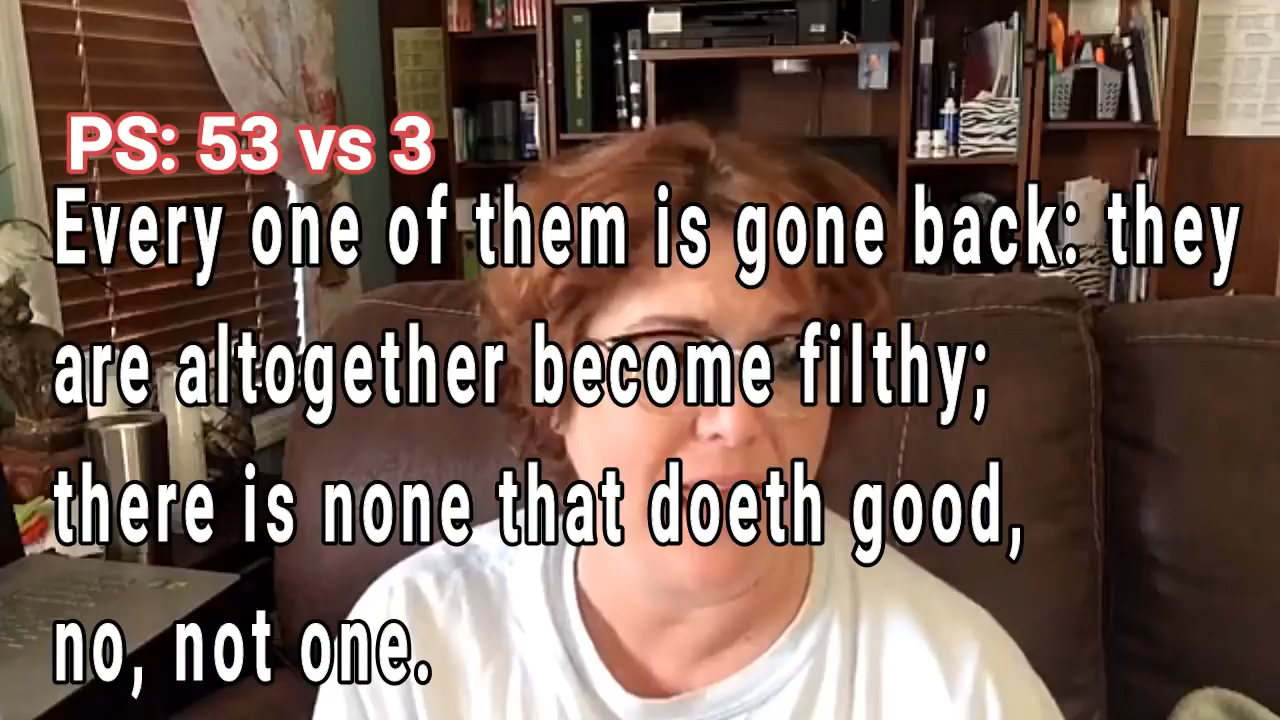 PS: 53 vs 3
Every one of them is gone back: they
are altogether become filthy;
there is none that doeth good,
no, not one.